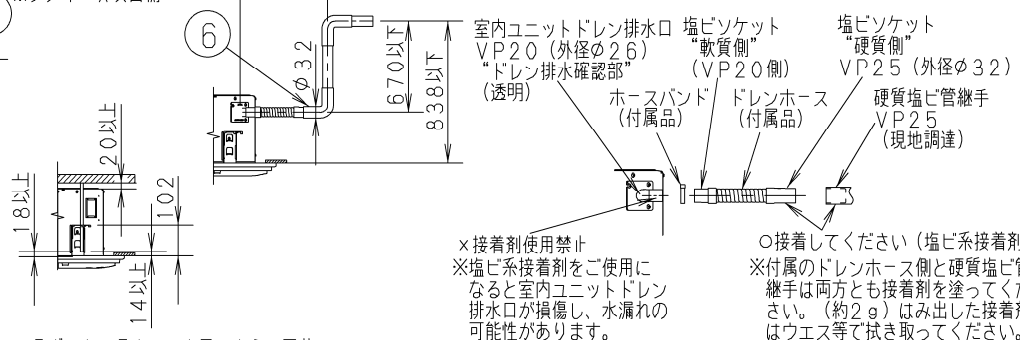 6
φ32
670以下
838以下
20以上
102
18以上
14以上
室内ユニットドレン排水口
VP20(外径φ26)
“ドレン排水確認部”
(透明)
塩ビソケット
“軟質側”
(VP20側)
塩ビソケット
“硬質側”
VP25(外径φ32)
ホースバンド
(付属品)
ドレンホース
(付属品)
硬質塩ビ管継手
VP25
(現地調達)
×接着剤使用禁止
※塩ビ系接着剤をご使用に
なると室内ユニットドレン
排水口が損傷し、水漏れの
可能性があります。
○接着してください(塩ビ系接着剤
※付属のドレンホース側と硬質塩ビ管
継手は両方とも接着剤を塗ってくだ
さい。(約2g)はみ出した接着剤
はウエス等で拭き取ってください。